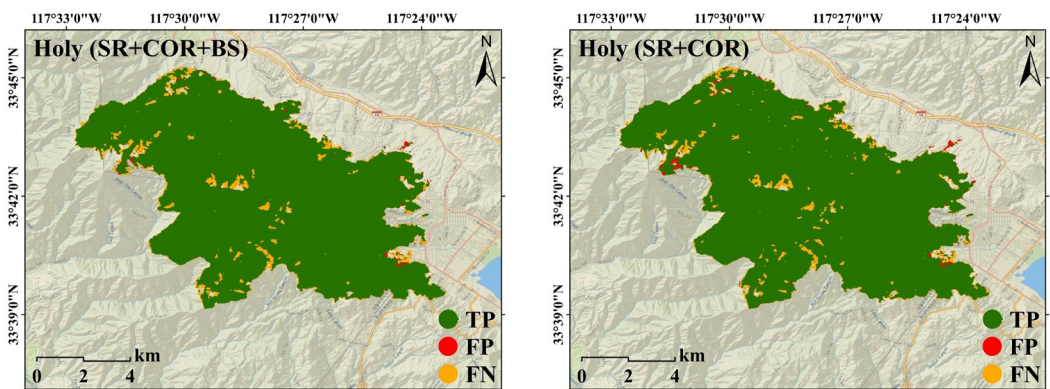 117°33'0"W 117°30'0"W 117°27'0"W 117°24'0"W
Holy (SR+COR+BS)
N
33°45'0"N
33°42'0"N
33°39'0"N
TP
FP
FN
km
0 2 4
117°33'0"W 117°30'0"W 117°27'0"W 117°24'0"W
Holy (SR+COR)
N
33°45'0"N
33°42'0"N
33°39'0"N
TP
FP
FN
km
0 2 4